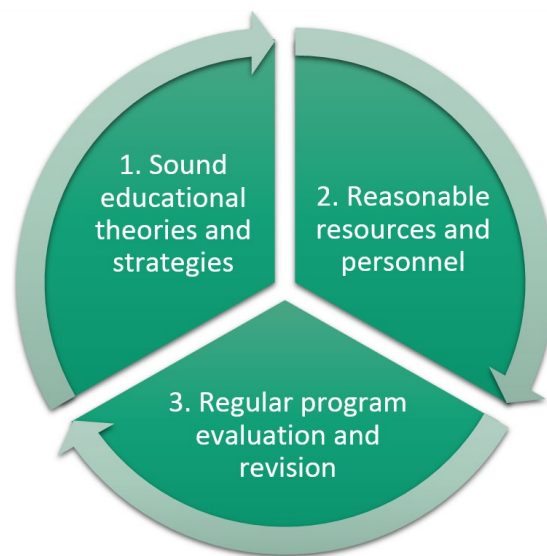 1. Sound
educational
theories and
strategies
2. Reasonable
resources and
personnel
3. Regular program
evaluation and
revision